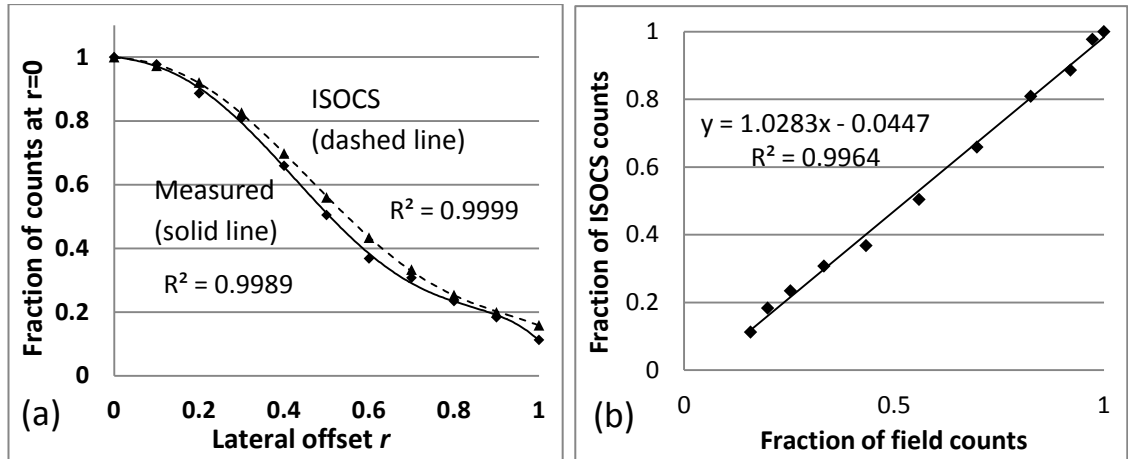 Fraction of counts at r=0
1
0.8
0.6
0.4
0.2
0
ISOCS
(dashed line)
Measured
(solid line)
R² = 0.9999
R² = 0.9989
0 0.2 0.4 0.6 0.8 1
Lateral offset r
(a)
Fraction of ISOCS counts
1
0.8
0.6
0.4
0.2
0
y = 1.0283x - 0.0447
R² = 0.9964
0 0.5 1
Fraction of field counts
(b)